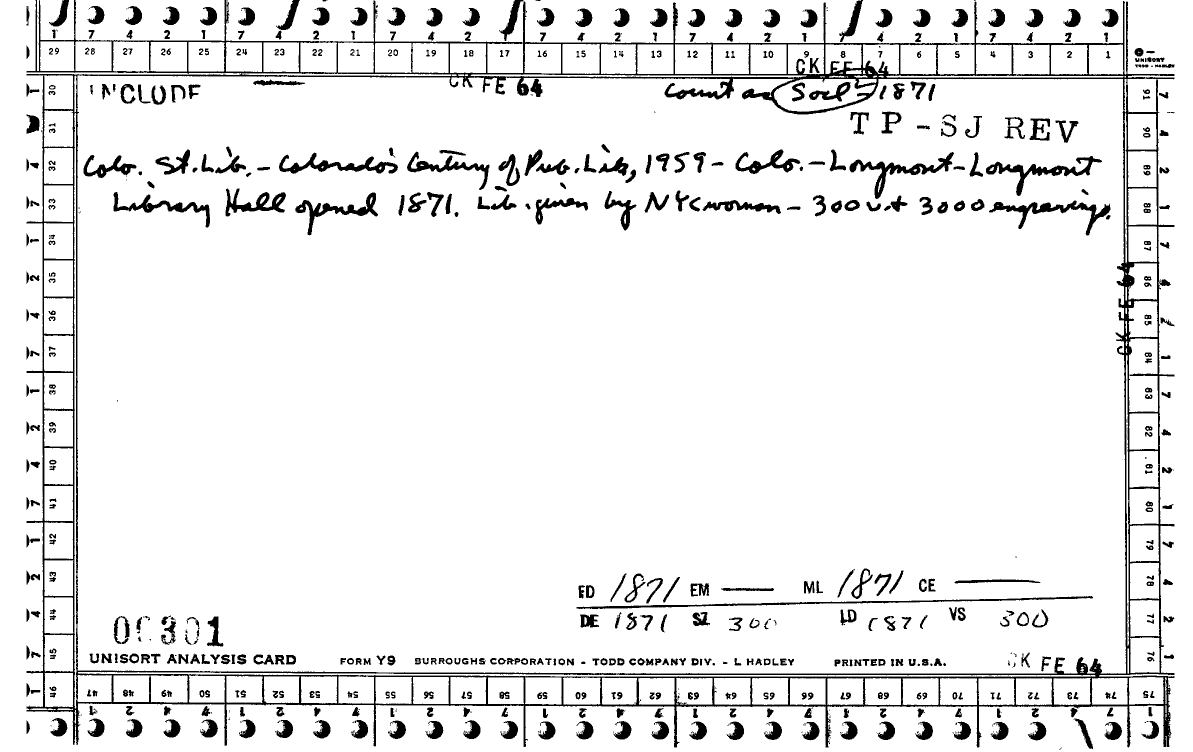 7 4 2 1 7 4 2 1 7 4 2 1 7 4 2 1 7 4 2 1 7 4 2 1 7 4 2 1
29 28 27 26 25 24 23 22 21 20 19 18 17 16 15 14 13 12 11 10 9 8 7 6 5 4 3 2 1
UNISORT
TODD - HADLEY
CK FE 64
INCLUDE
CK FE 64
Count as Soc'l - 1871
TP-SJ REV
Colo. St. Lib. - Colorado's Century of Pub. Lib, 1959 - Colo. - Longmont - Longmont
Library Hall opened 1871. Lib. given by NYC woman - 300 v. + 3000 engravings.
30 31 32 33 34 35 36 37 38 39 40 41 42 43 44 45 46
91 90 89 88 87 86 85 84 83 82 81 80 79 78 77 76
CK FE 64
ED 1871 EM — ML 1871 CE —
DE 1871 SZ 300 LD 1871 VS 300
00301
UNISORT ANALYSIS CARD FORM Y9 BURROUGHS CORPORATION - TODD COMPANY DIV. - L HADLEY PRINTED IN U.S.A. CK FE 64
47 48 49 50 51 52 53 54 55 56 57 58 59 60 61 62 63 64 65 66 67 68 69 70 71 72 73 74 75